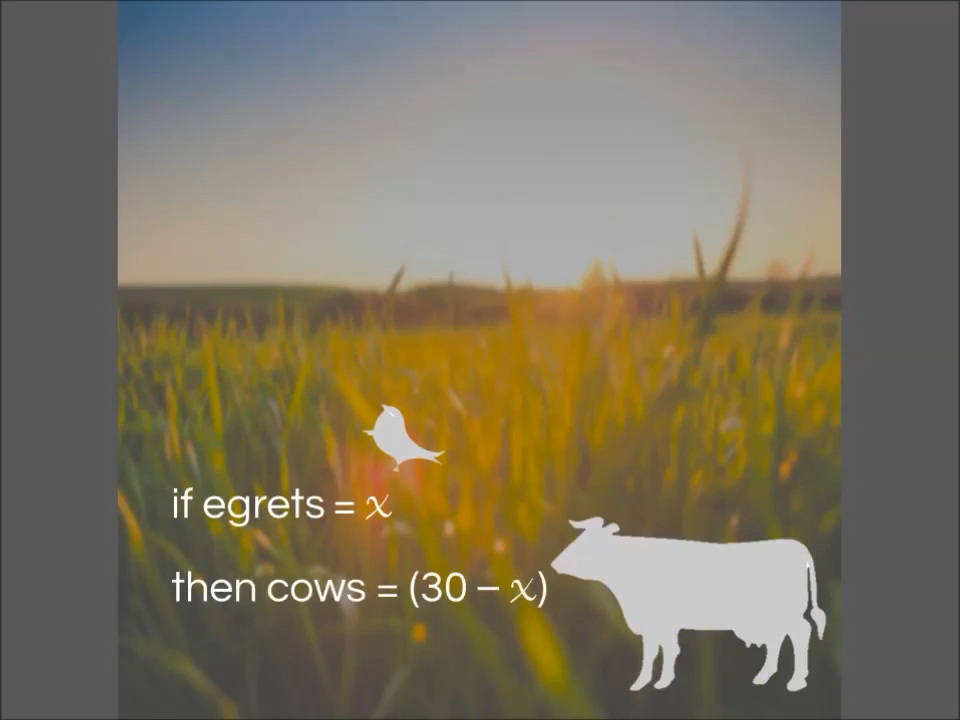 if egrets = x
then cows = (30 – x)